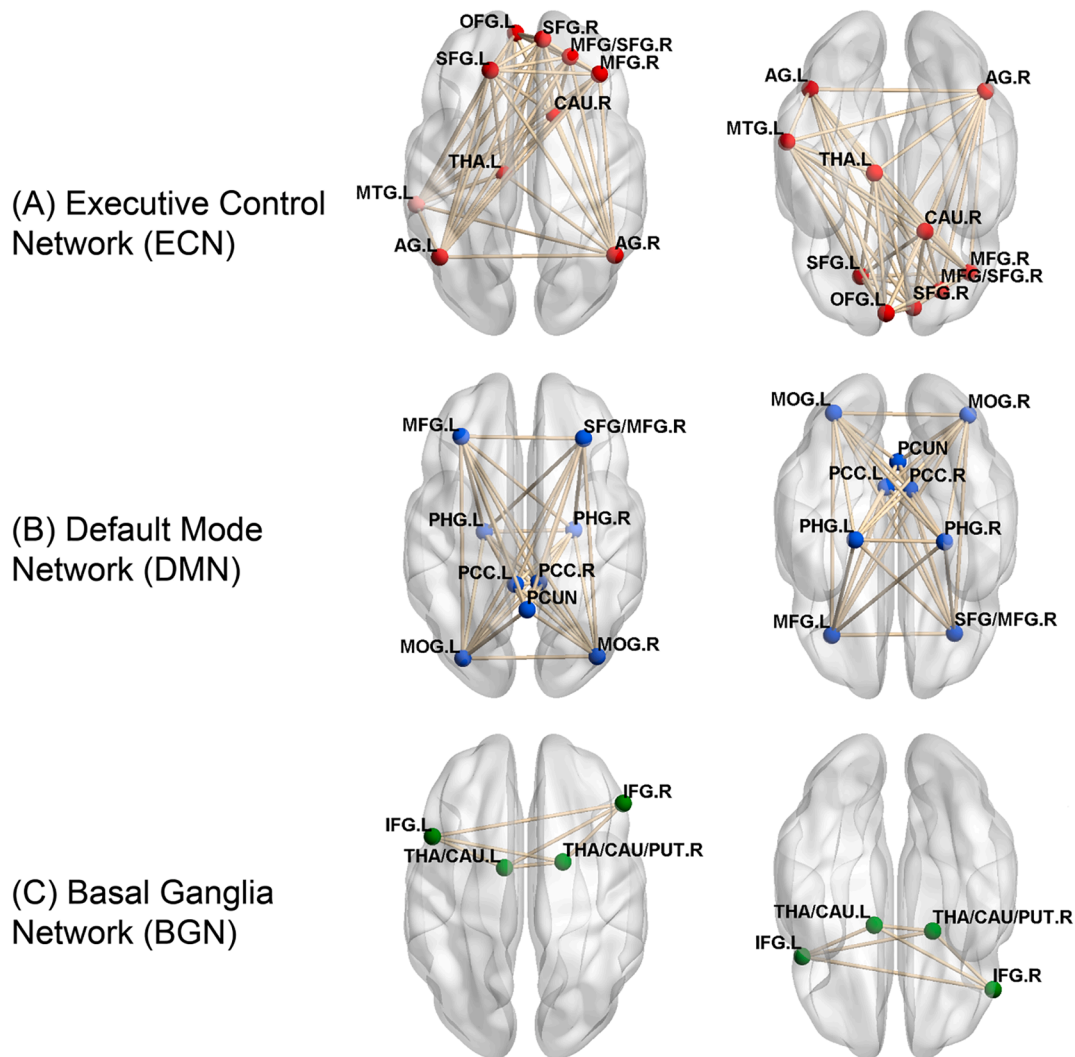 OFG.L
SFG.R
MFG/SFG.R
SFG.L
MFG.R
CAU.R
THA.L
MTG.L
AG.L
AG.R
AG.L
AG.R
MTG.L
THA.L
CAU.R
SFG.L
MFG.R
MFG/SFG.R
OFG.L
SFG.R
(A) Executive Control
Network (ECN)
MFG.L
SFG/MFG.R
PHG.L
PHG.R
PCC.L
PCC.R
PCUN
MOG.L
MOG.R
MOG.L
MOG.R
PCUN
PCC.L
PCC.R
PHG.L
PHG.R
MFG.L
SFG/MFG.R
(B) Default Mode
Network (DMN)
IFG.R
IFG.L
THA/CAU.L
THA/CAU/PUT.R
THA/CAU.L
THA/CAU/PUT.R
IFG.L
IFG.R
(C) Basal Ganglia
Network (BGN)